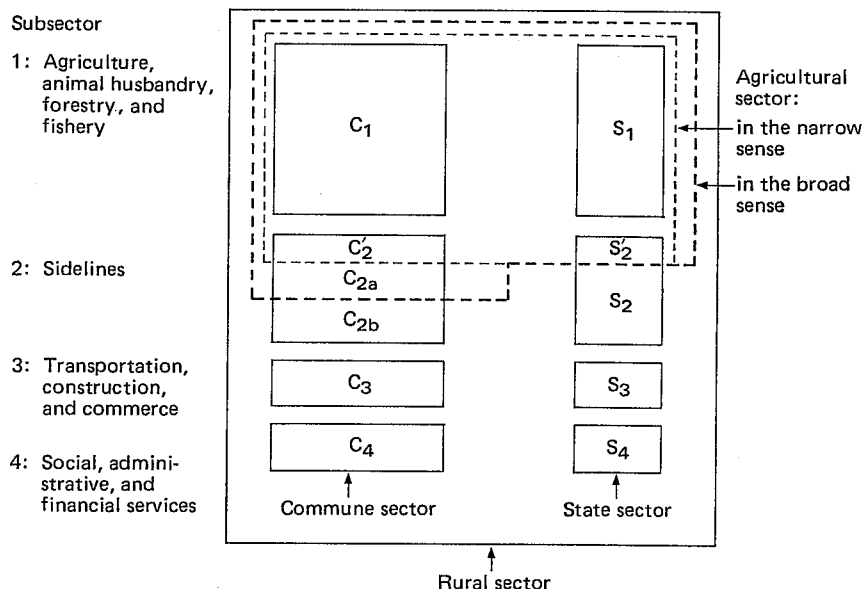 Subsector
1: Agriculture,
animal husbandry,
forestry., and
fishery
2: Sidelines
3: Transportation,
construction,
and commerce
4: Social, admini-
strative, and
financial services
C1
S1
C'2
S'2
C2a
C2b
S2
C3
S3
C4
S4
Commune sector
State sector
Rural sector
Agricultural
sector:
in the narrow
sense
in the broad
sense